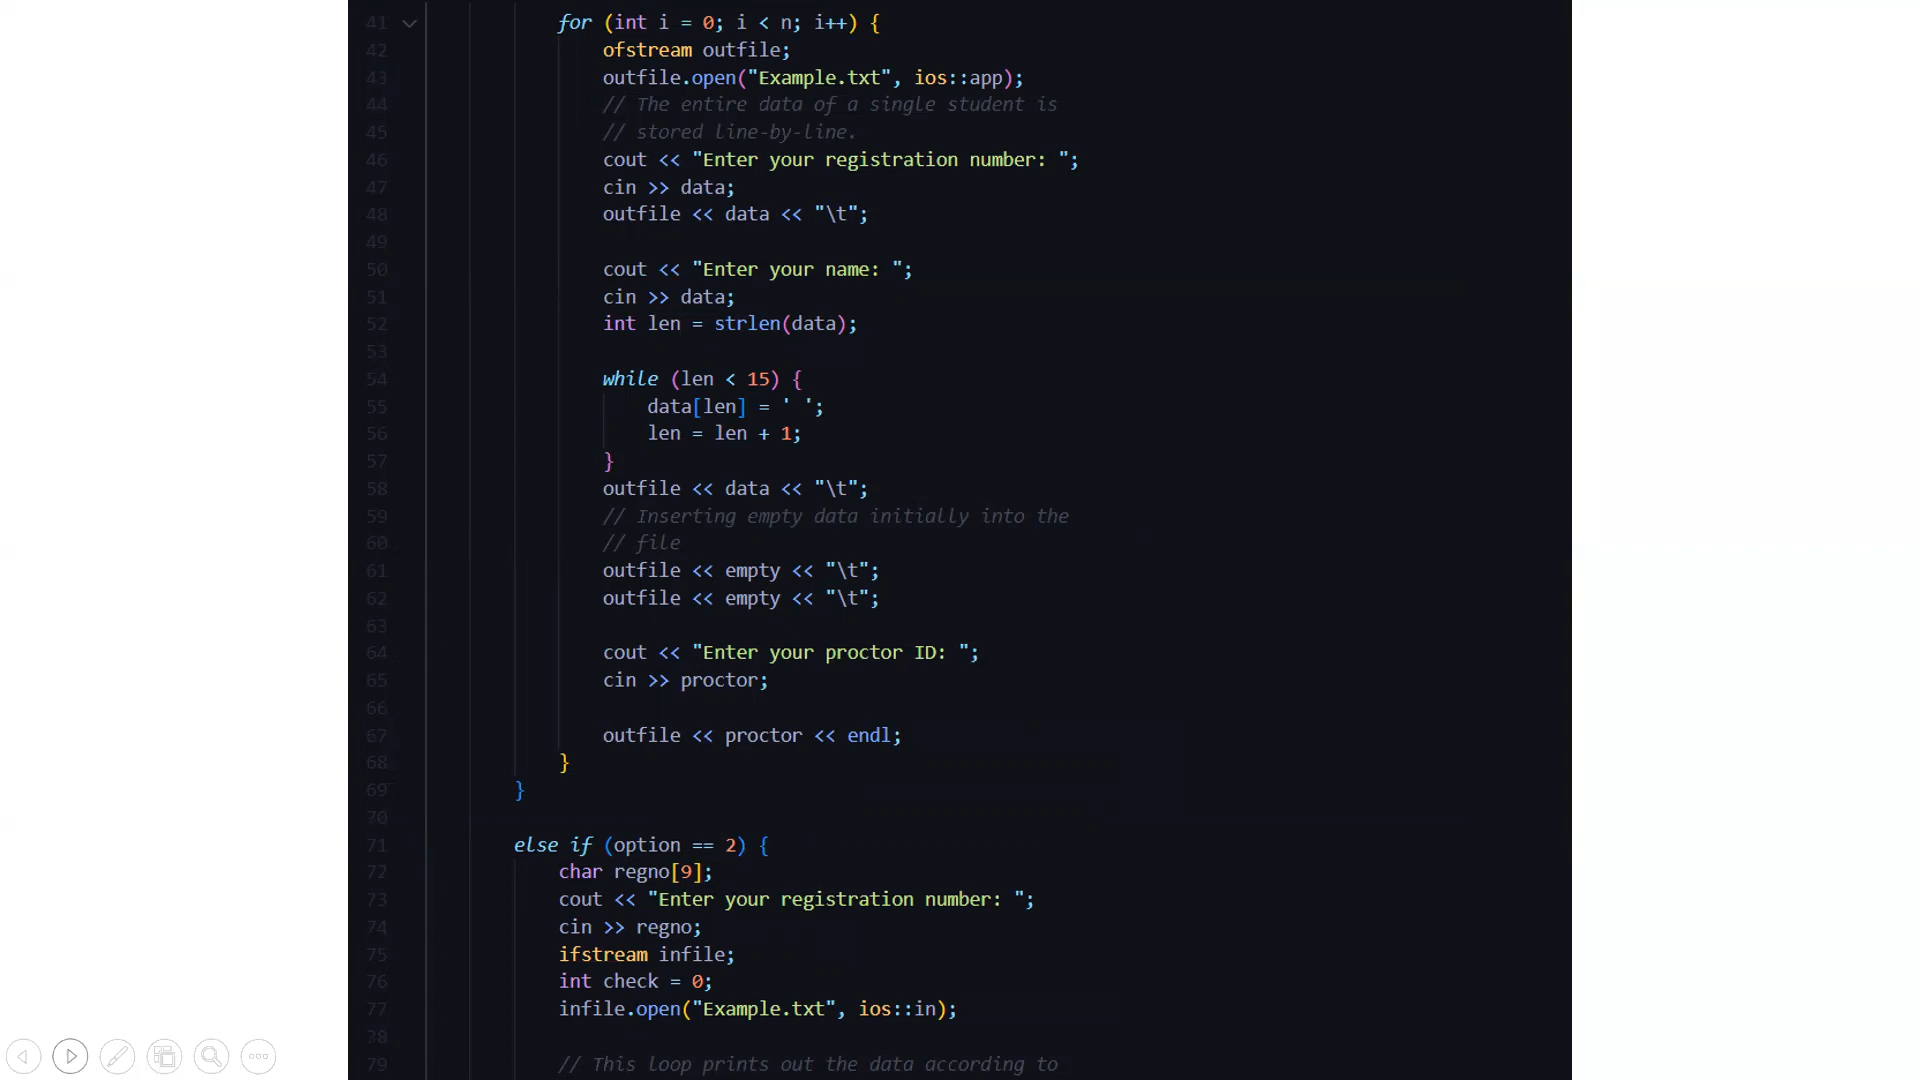 41 for (int i = 0; i < n; i++) {
42 ofstream outfile;
43 outfile.open("Example.txt", ios::app);
44 // The entire data of a single student is
45 // stored line-by-line.
46 cout << "Enter your registration number: ";
47 cin >> data;
48 outfile << data << "\t";
49
50 cout << "Enter your name: ";
51 cin >> data;
52 int len = strlen(data);
53
54 while (len < 15) {
55 data[len] = ' ';
56 len = len + 1;
57 }
58 outfile << data << "\t";
59 // Inserting empty data initially into the
60 // file
61 outfile << empty << "\t";
62 outfile << empty << "\t";
63
64 cout << "Enter your proctor ID: ";
65 cin >> proctor;
66
67 outfile << proctor << endl;
68 }
69 }
70
71 else if (option == 2) {
72 char regno[9];
73 cout << "Enter your registration number: ";
74 cin >> regno;
75 ifstream infile;
76 int check = 0;
77 infile.open("Example.txt", ios::in);
38
79 // This loop prints out the data according to